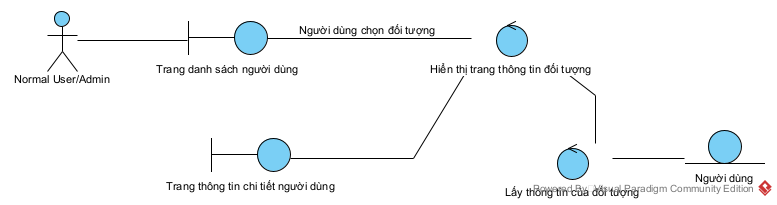 Người dùng chọn đối tượng
Normal User/Admin
Trang danh sách người dùng
Hiển thị trang thông tin đối tượng
Trang thông tin chi tiết người dùng
Lấy thông tin của đối tượng
Người dùng
Powered By Visual Paradigm Community Edition